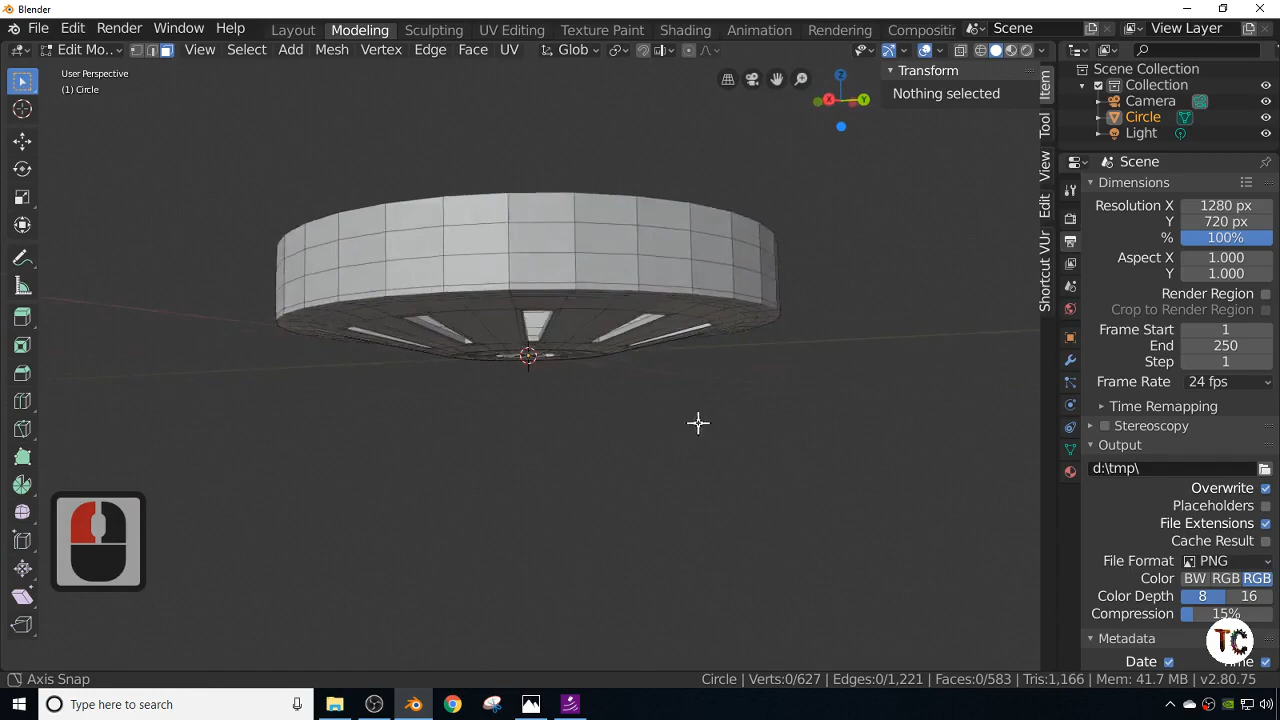 Blender
File Edit Render Window Help Layout Modeling Sculpting UV Editing Texture Paint Shading Animation Rendering Compositir Scene View Layer
Edit Mo... View Select Add Mesh Vertex Edge Face UV Glob
User Perspective
(1) Circle
Z
X
Y
Transform
Nothing selected
Item
Tool
View
Edit
Shortcut VUr
Scene Collection
Collection
Camera
Circle
Light
Scene
Dimensions
Resolution X 1280 px
Y 720 px
% 100%
Aspect X 1.000
Y 1.000
Render Region
Crop to Render Region
Frame Start 1
End 250
Step 1
Frame Rate 24 fps
Time Remapping
Stereoscopy
Output
d:\tmp\
Overwrite
Placeholders
File Extensions
Cache Result
File Format PNG
Color BW RGB RGB
Color Depth 8 16
Compression 15%
Metadata
Date
TC
Axis Snap
Circle | Verts:0/627 | Edges:0/1,221 | Faces:0/583 | Tris:1,166 | Mem: 41.7 MB | v2.80.75
Type here to search